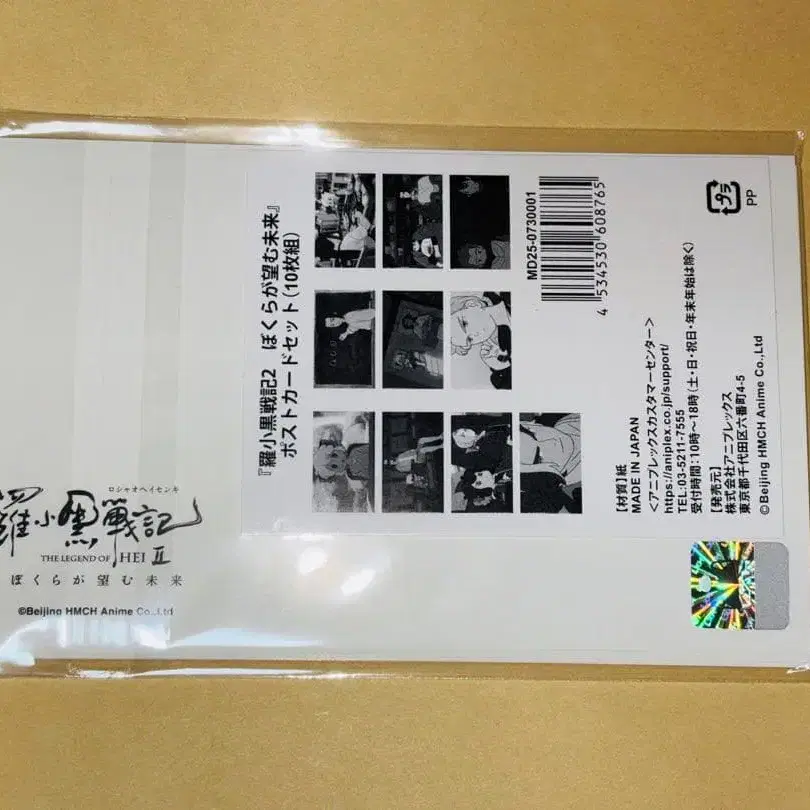 『羅小黒戦記2 ぼくらが望む未来』
ポストカードセット(10枚組)
MD25-0730001
4 534530 608765
プラ
PP
【材質】紙
MADE IN JAPAN
<アニプレックスカスタマーセンター>
https://aniplex.co.jp/support/
TEL:03-5211-7555
受付時間:10時〜18時(土・日・祝日・年末年始は除く)
【発売元】
株式会社アニプレックス
東京都千代田区六番町4-5
©Beijing HMCH Anime Co.,Ltd
ロシャオヘイセンキ
羅小黒戰記
THE LEGEND OF HEI II
ぼくらが望む未来
©Beijing HMCH Anime Co.,Ltd